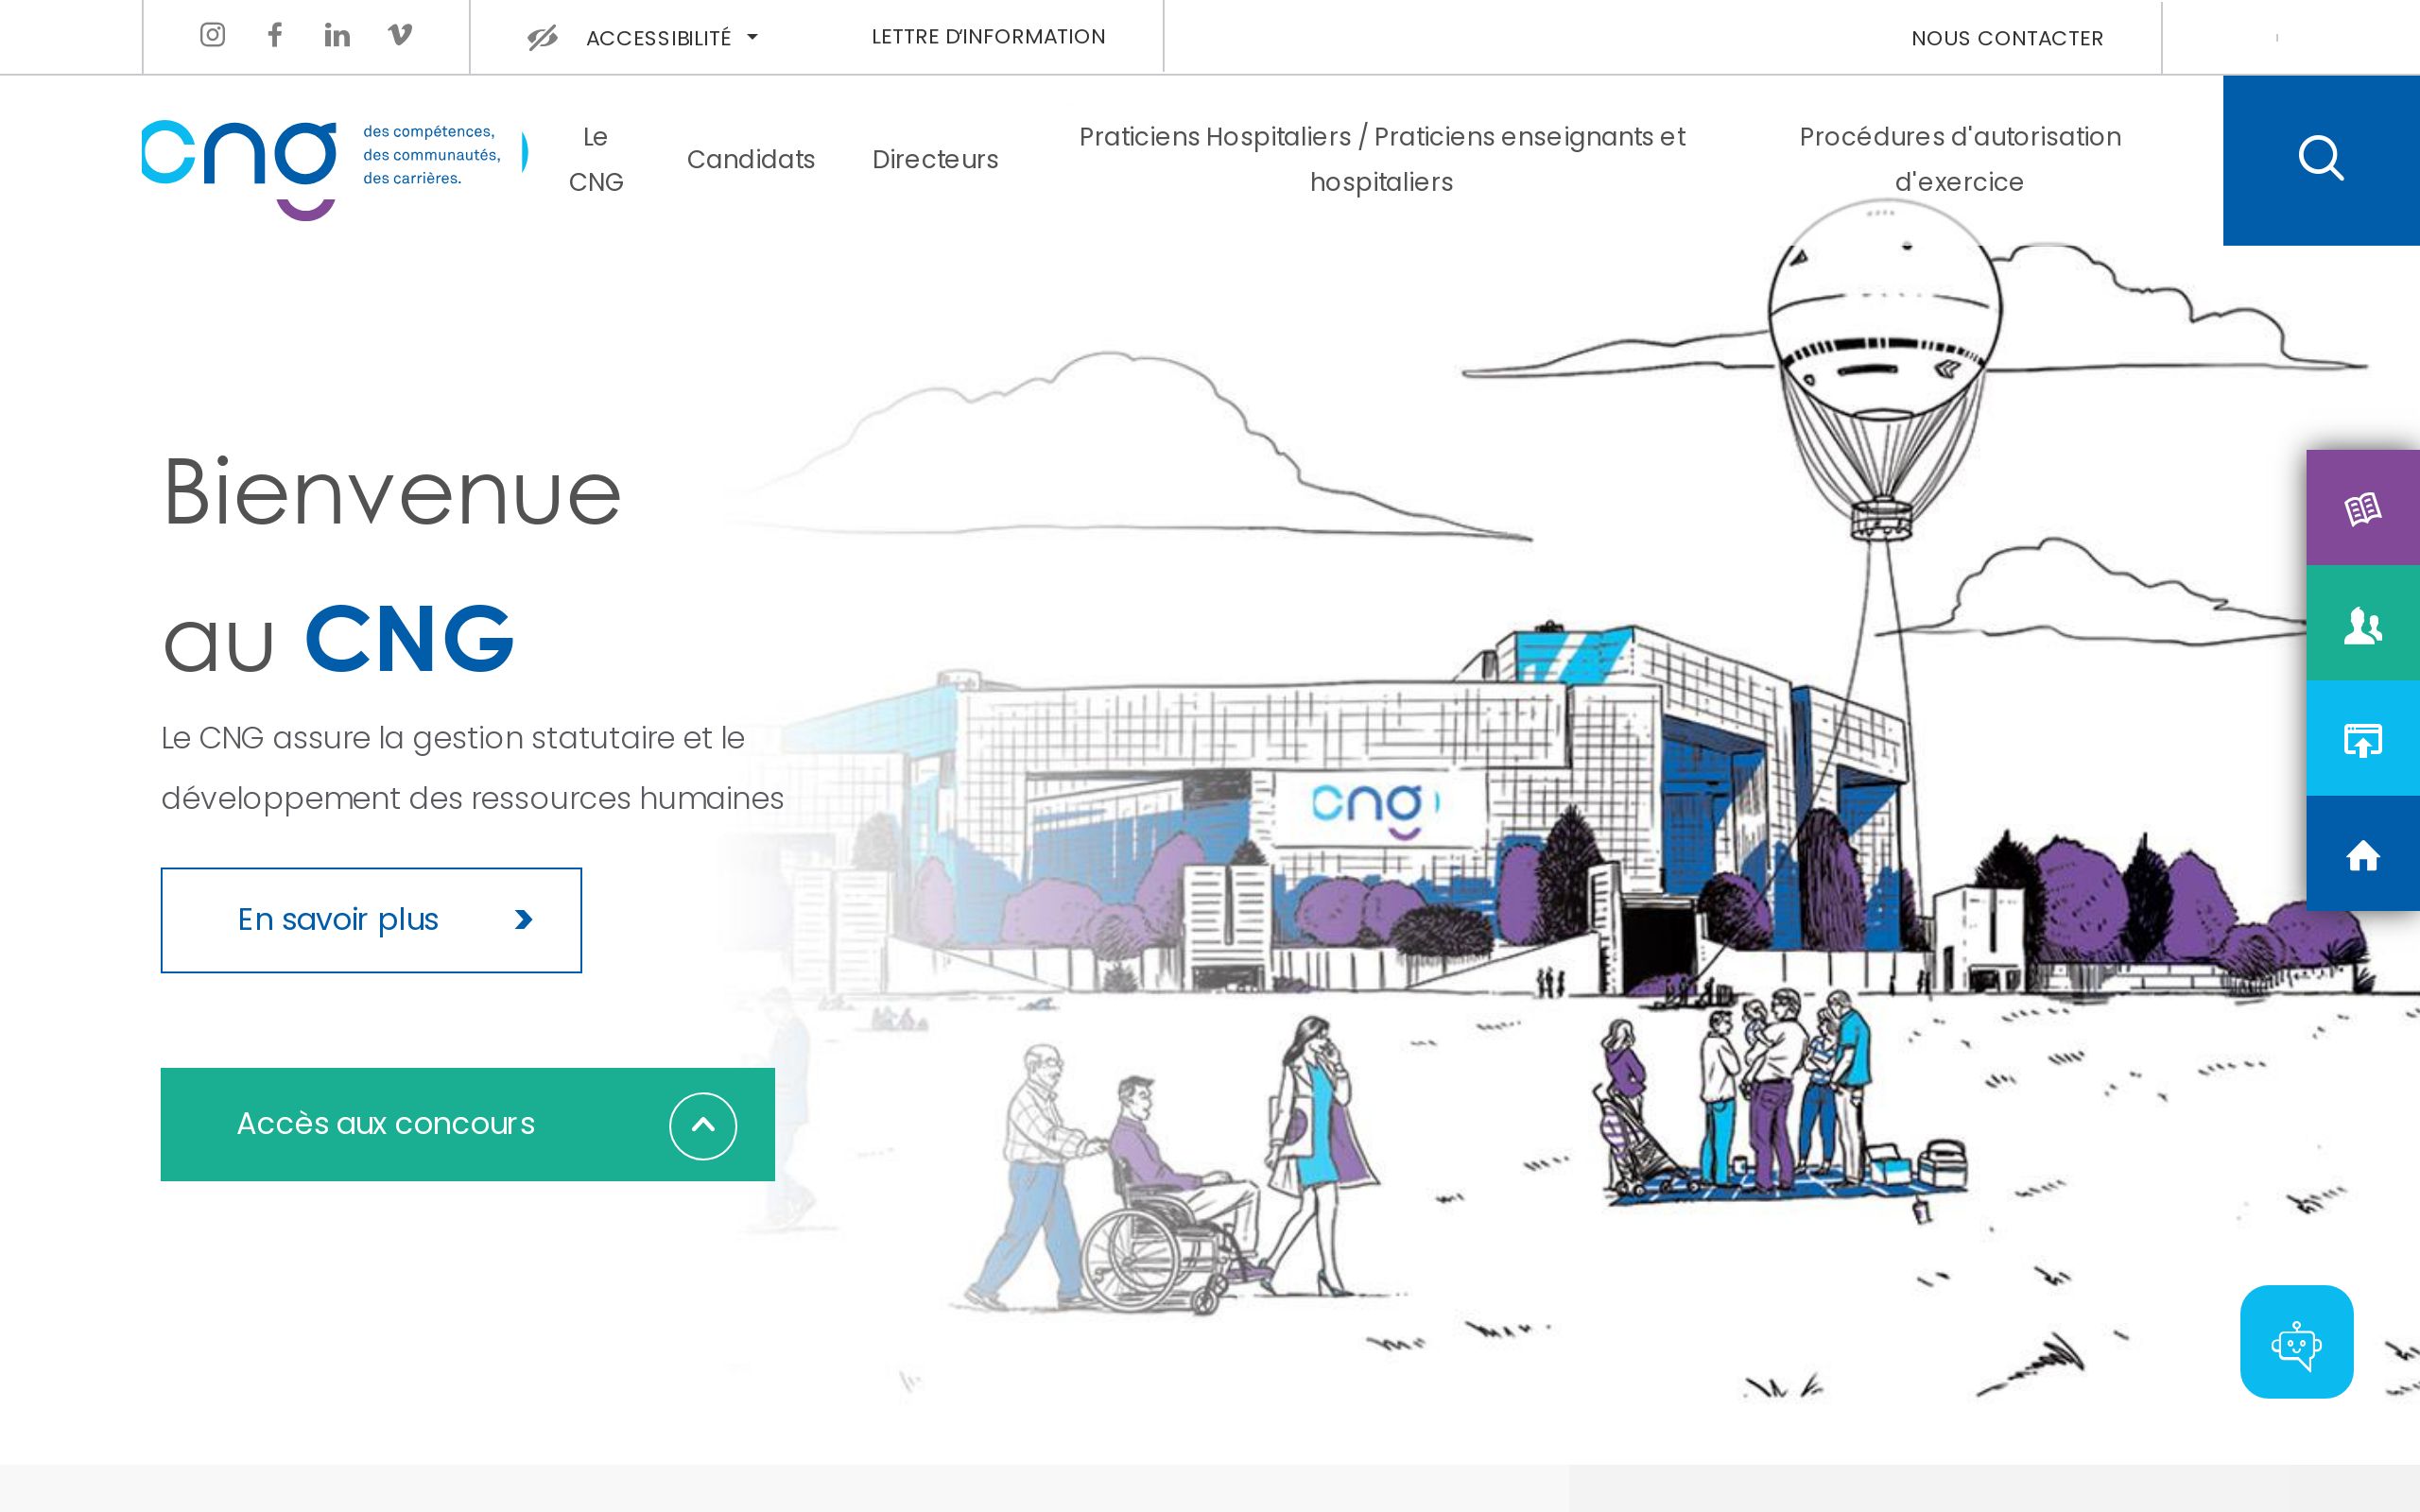 ACCESSIBILITÉ
LETTRE D'INFORMATION
NOUS CONTACTER
cng
des compétences,
des communautés,
des carrières.
Le
CNG
Candidats
Directeurs
Praticiens Hospitaliers / Praticiens enseignants et
hospitaliers
Procédures d'autorisation
d'exercice
Bienvenue
au CNG
Le CNG assure la gestion statutaire et le
développement des ressources humaines
cng
En savoir plus
Accès aux concours